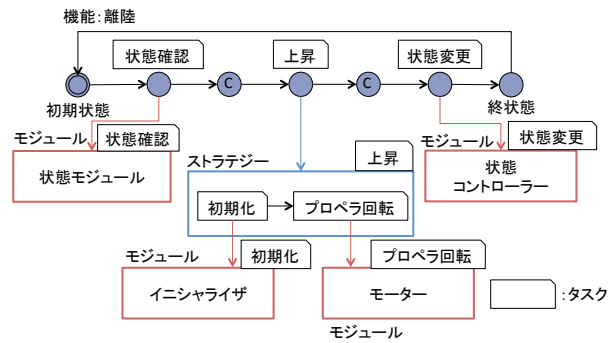 機能：離陸
状態確認
上昇
状態変更
C
C
初期状態
終状態
モジュール
状態確認
状態モジュール
ストラテジー
上昇
モジュール
状態変更
状態
コントローラー
初期化
プロペラ回転
モジュール
初期化
イニシャライザ
プロペラ回転
モーター
モジュール
:タスク